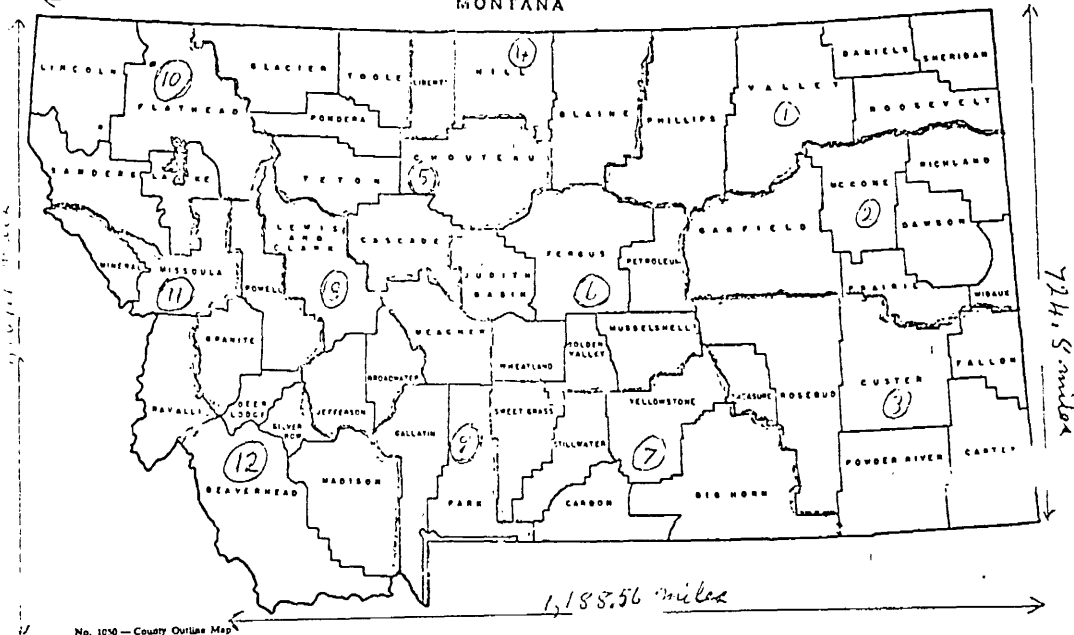 MONTANA
LINCOLN
10
FLATHEAD
GLACIER
TOOLE
LIBERTY
HILL
4
BLAINE
PHILLIPS
VALLEY
1
DANIELS
SHERIDAN
ROOSEVELT
PONDERA
SANDERS
LAKE
TETON
5
CHOUTEAU
RICHLAND
MCCONE
2
DAWSON
LEWIS
AND
CLARK
CASCADE
JUDITH
BASIN
FERGUS
6
PETROLEUM
GARFIELD
PRAIRIE
WIBAUX
MINERAL
MISSOULA
11
POWELL
GRANITE
MEAGHER
WHEATLAND
GOLDEN
VALLEY
MUSSELSHELL
TREASURE
ROSEBUD
CUSTER
3
FALLON
724.8 miles
RAVALLI
DEER
LODGE
SILVER
BOW
JEFFERSON
BROADWATER
GALLATIN
SWEET GRASS
STILLWATER
YELLOWSTONE
7
POWDER RIVER
CARTER
12
BEAVERHEAD
MADISON
PARK
CARBON
BIG HORN
1,188.56 miles
No. 1050 — County Outline Map